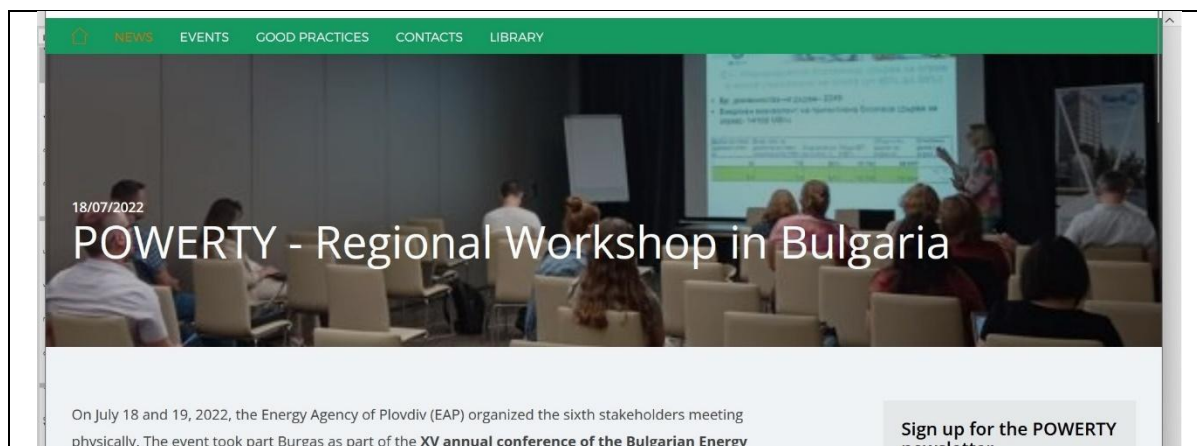 NEWS EVENTS GOOD PRACTICES CONTACTS LIBRARY
18/07/2022
POWERTY - Regional Workshop in Bulgaria
On July 18 and 19, 2022, the Energy Agency of Plovdiv (EAP) organized the sixth stakeholders meeting
physically. The event took part Burgas as part of the XV annual conference of the Bulgarian Energy
Sign up for the POWERTY
newsletter